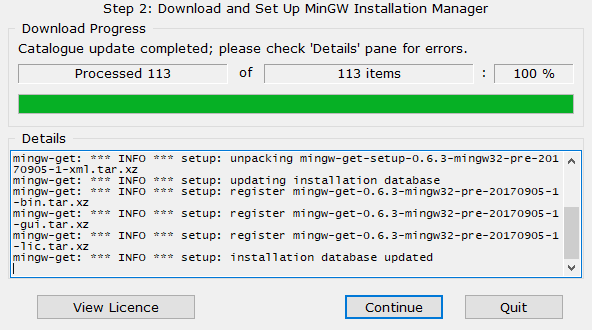 Step 2: Download and Set Up MinGW Installation Manager
Download Progress
Catalogue update completed; please check 'Details' pane for errors.
Processed 113 of 113 items : 100 %
Details
mingw-get: *** INFO *** setup: unpacking mingw-get-setup-0.6.3-mingw32-pre-201
70905-1-xml.tar.xz
mingw-get: *** INFO *** setup: updating installation database
mingw-get: *** INFO *** setup: register mingw-get-0.6.3-mingw32-pre-20170905-1
-bin.tar.xz
mingw-get: *** INFO *** setup: register mingw-get-0.6.3-mingw32-pre-20170905-1
-gui.tar.xz
mingw-get: *** INFO *** setup: register mingw-get-0.6.3-mingw32-pre-20170905-1
-lic.tar.xz
mingw-get: *** INFO *** setup: installation database updated
View Licence Continue Quit